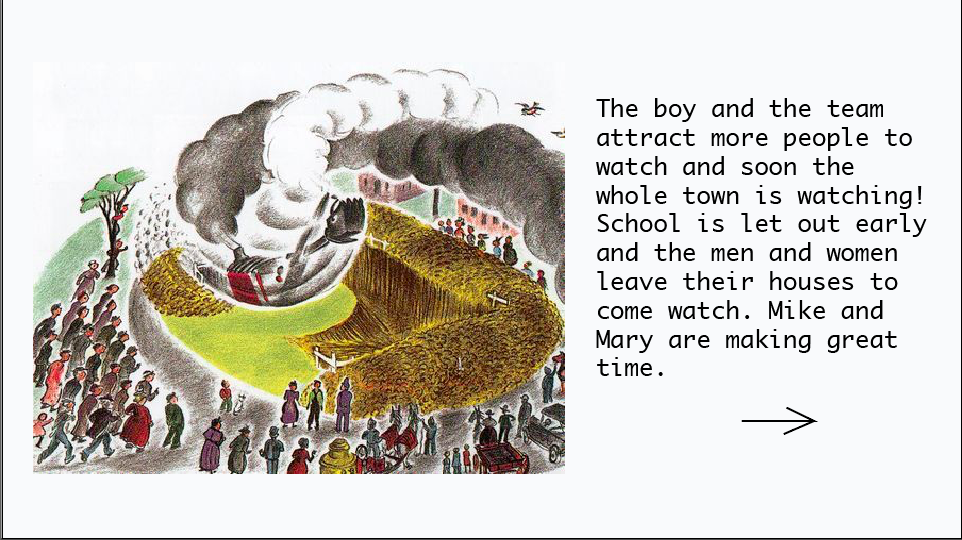 The boy and the team
attract more people to
watch and soon the
whole town is watching!
School is let out early
and the men and women
leave their houses to
come watch. Mike and
Mary are making great
time.